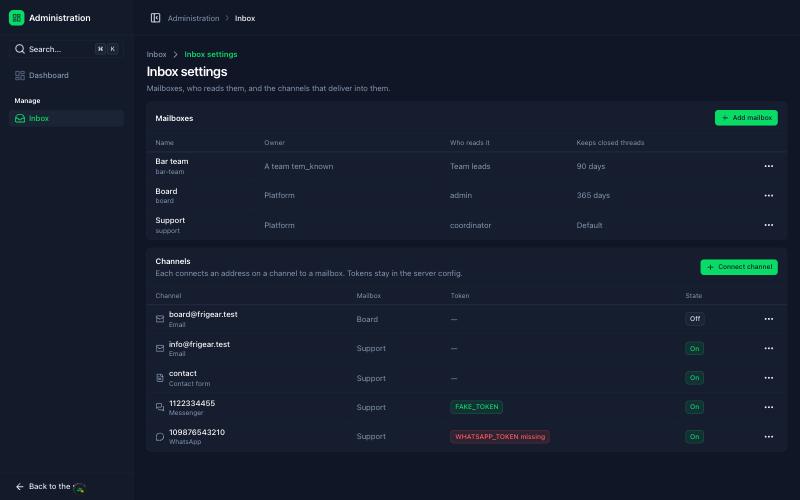 Administration
Administration
Inbox
Search...
⌘ K
Dashboard
Manage
Inbox
Inbox
Inbox settings
Inbox settings
Mailboxes, who reads them, and the channels that deliver into them.
Mailboxes
+ Add mailbox
Name Owner Who reads it Keeps closed threads
Bar team A team tem_known Team leads 90 days
bar-team
Board Platform admin 365 days
board
Support Platform coordinator Default
support
Channels
Each connects an address on a channel to a mailbox. Tokens stay in the server config.
+ Connect channel
Channel Mailbox Token State
board@frigear.test Board — Off
Email
info@frigear.test Support — On
Email
contact Support — On
Contact form
1122334455 Support FAKE_TOKEN On
Messenger
109876543210 Support WHATSAPP_TOKEN missing On
WhatsApp
Back to the